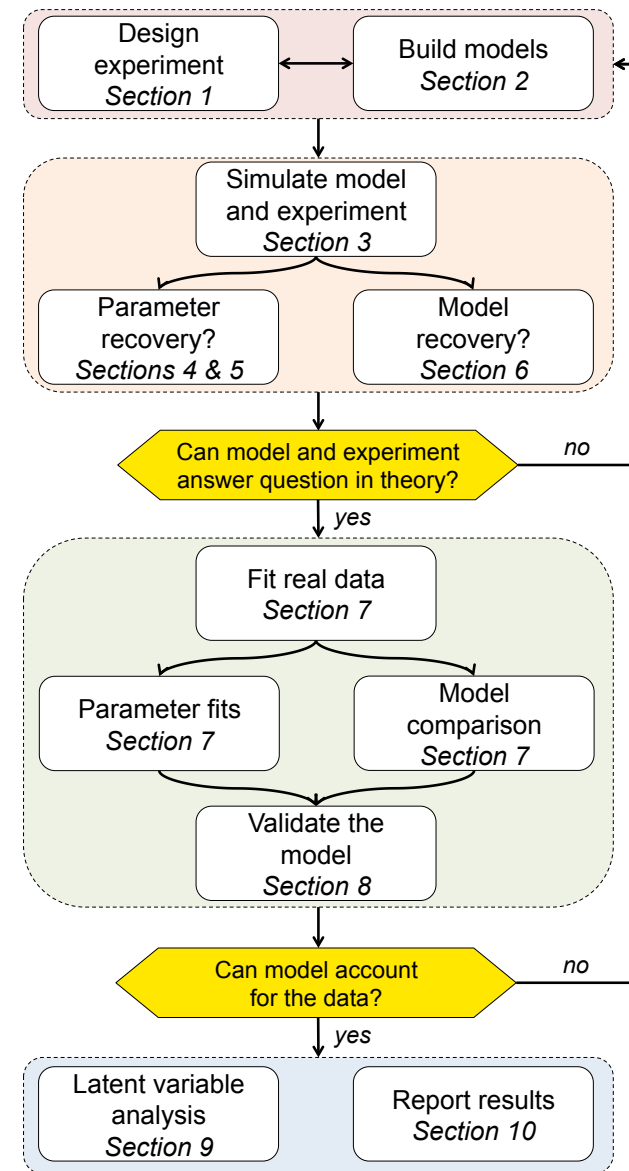 Design
experiment
Section 1
Build models
Section 2
Simulate model
and experiment
Section 3
Parameter
recovery?
Sections 4 & 5
Model
recovery?
Section 6
Can model and experiment
answer question in theory?
no
yes
Fit real data
Section 7
Parameter fits
Section 7
Model
comparison
Section 7
Validate the
model
Section 8
Can model account
for the data?
no
yes
Latent variable
analysis
Section 9
Report results
Section 10